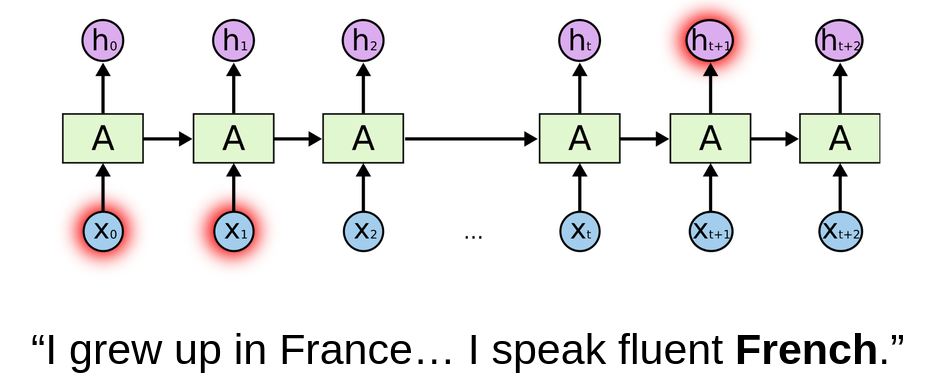 h₀ h₁ h₂ hₜ hₜ₊₁ hₜ₊₂
A A A A A A
x₀ x₁ x₂ ... xₜ xₜ₊₁ xₜ₊₂
“I grew up in France… I speak fluent French.”